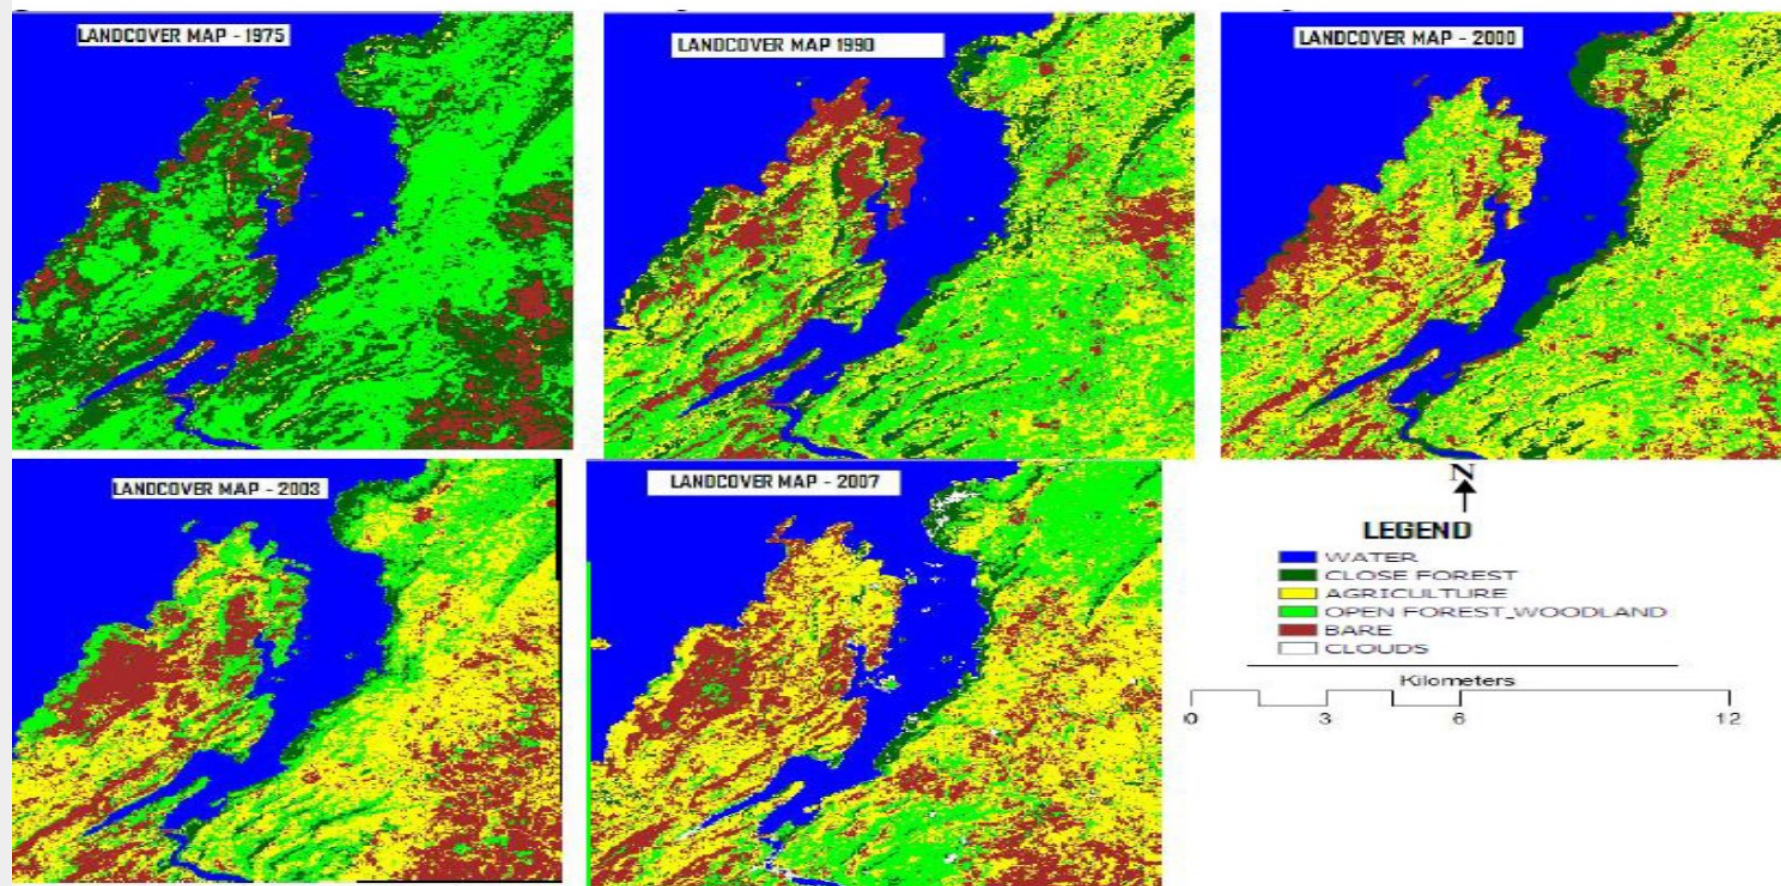 LANDCOVER MAP - 1975
LANDCOVER MAP 1990
LANDCOVER MAP - 2000
LANDCOVER MAP - 2003
LANDCOVER MAP - 2007
N
LEGEND
WATER
CLOSE FOREST
AGRICULTURE
OPEN FOREST_WOODLAND
BARE
CLOUDS
Kilometers
0 3 6 12